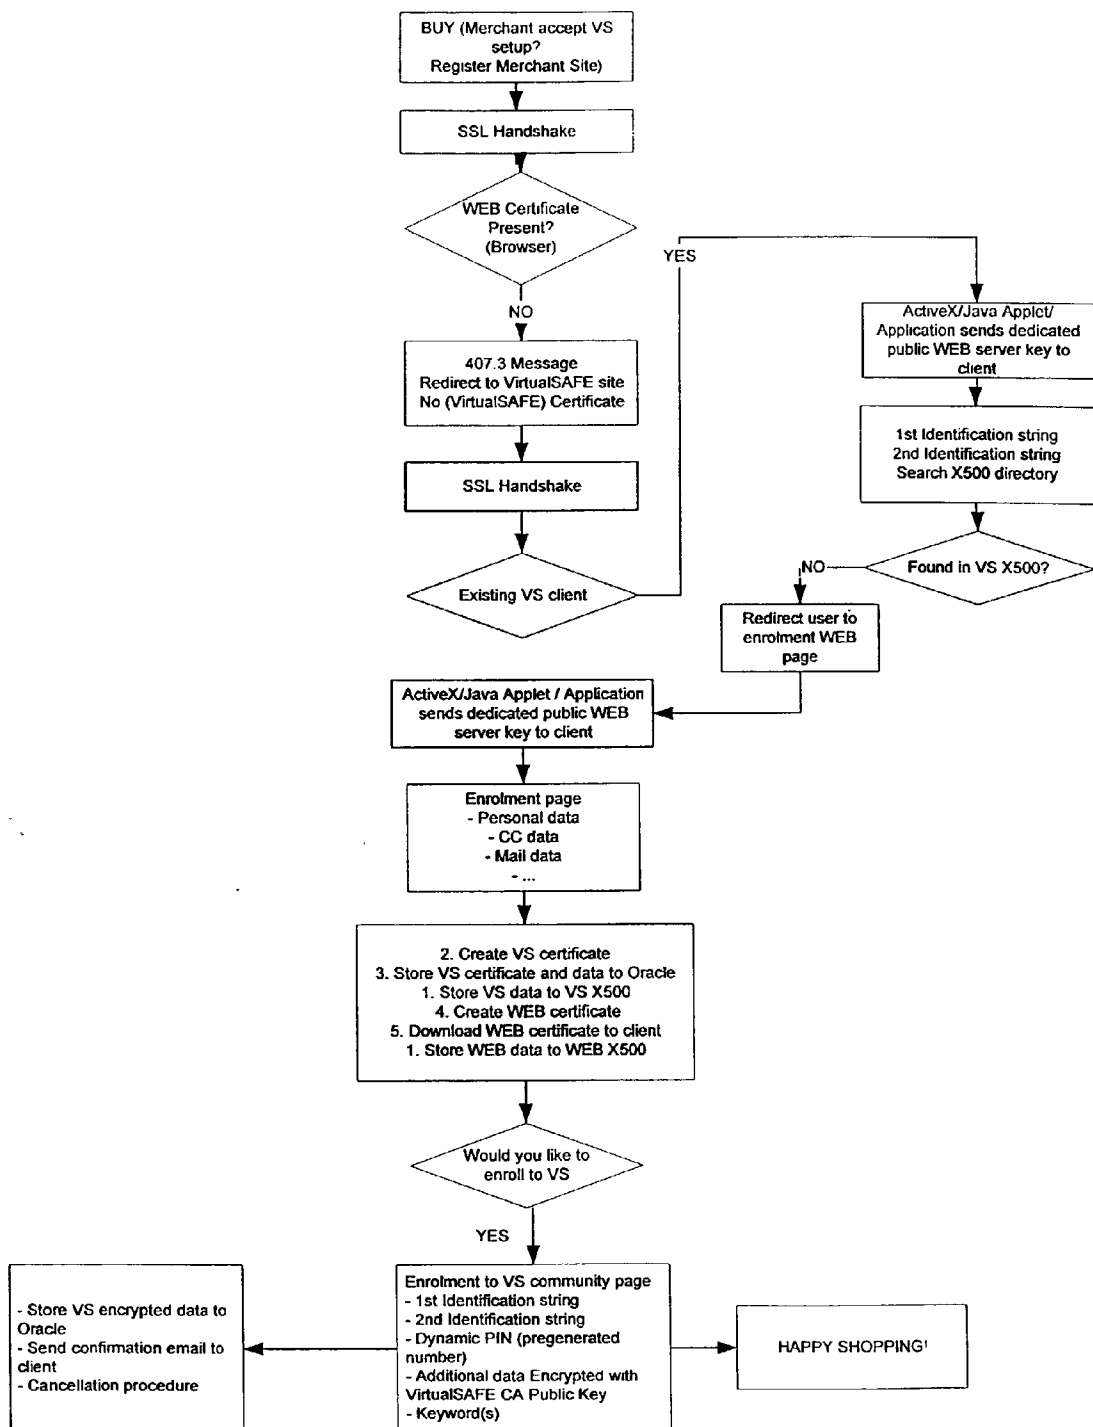 BUY (Merchant accept VS
setup?
Register Merchant Site)
SSL Handshake
WEB Certificate
Present?
(Browser)
YES
NO
ActiveX/Java Applet/
Application sends dedicated
public WEB server key to
client
407.3 Message
Redirect to VirtualSAFE site
No (VirtualSAFE) Certificate
1st Identification string
2nd Identification string
Search X500 directory
SSL Handshake
Found in VS X500?
NO
Existing VS client
Redirect user to
enrolment WEB
page
ActiveX/Java Applet / Application
sends dedicated public WEB
server key to client
Enrolment page
- Personal data
- CC data
- Mail data
- ...
2. Create VS certificate
3. Store VS certificate and data to Oracle
1. Store VS data to VS X500
4. Create WEB certificate
5. Download WEB certificate to client
1. Store WEB data to WEB X500
Would you like to
enroll to VS
YES
- Store VS encrypted data to
Oracle
- Send confirmation email to
client
- Cancellation procedure
Enrolment to VS community page
- 1st Identification string
- 2nd Identification string
- Dynamic PIN (pregenerated
number)
- Additional data Encrypted with
VirtualSAFE CA Public Key
- Keyword(s)
HAPPY SHOPPING!